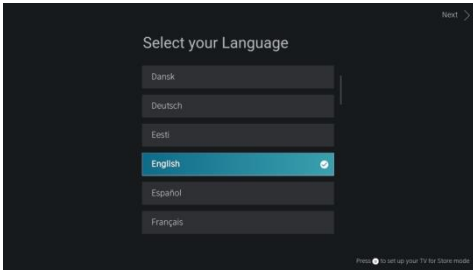 Next
Select your Language
Dansk
Deutsch
Eesti
English
Español
Français
Press to set up your TV for Store mode